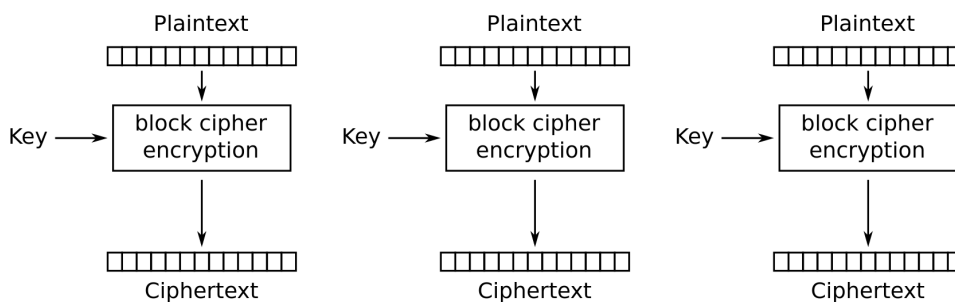 Plaintext
Plaintext
Plaintext
Key
block cipher
encryption
Key
block cipher
encryption
Key
block cipher
encryption
Ciphertext
Ciphertext
Ciphertext